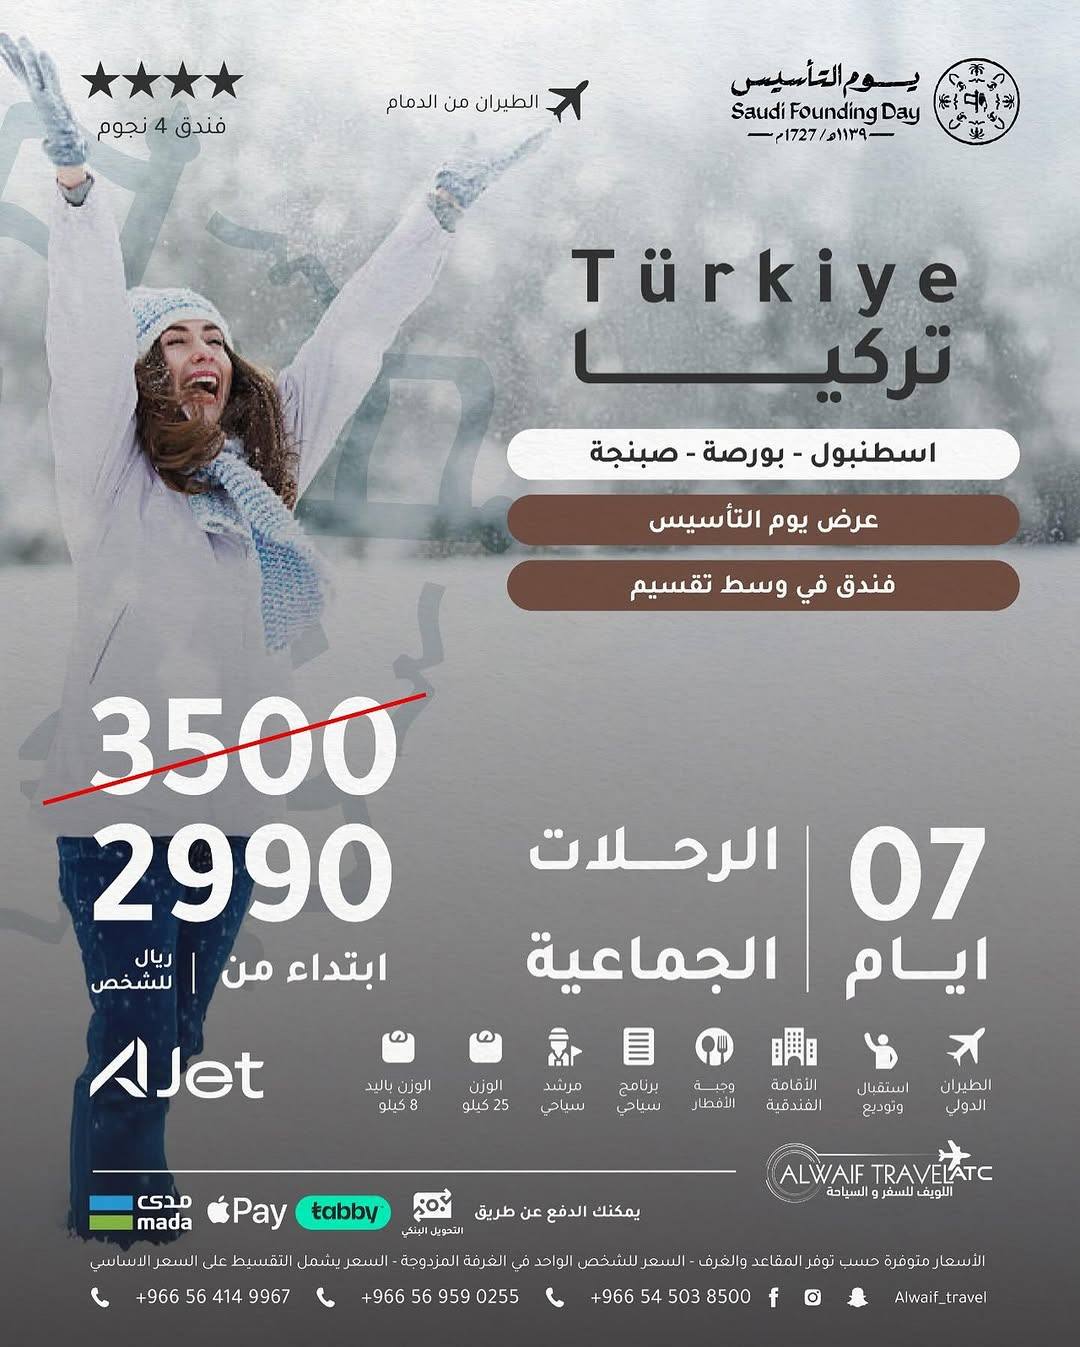 يوم التأسيس
Saudi Founding Day
١١٣٩هـ/ 1727م
الطيران من الدمام
فندق 4 نجوم
Türkiye
تركيا
اسطنبول - بورصة - صبنجة
عرض يوم التأسيس
فندق في وسط تقسيم
3500
2990
ابتداء من | ريال للشخص
07
ايام
الرحلات
الجماعية
الطيران الدولي
استقبال وتوديع
الأقامة الفندقية
وجبة الأفطار
برنامج سياحي
مرشد سياحي
الوزن 25 كيلو
الوزن باليد 8 كيلو
AJet
ALWAIF TRAVEL ATC
اللويف للسفر و السياحة
يمكنك الدفع عن طريق
التحويل البنكي
tabby
Pay
مدى
mada
الأسعار متوفرة حسب توفر المقاعد والغرف - السعر للشخص الواحد في الغرفة المزدوجة - السعر يشمل التقسيط على السعر الاساسي
+966 56 414 9967 +966 56 959 0255 +966 54 503 8500 Alwaif_travel